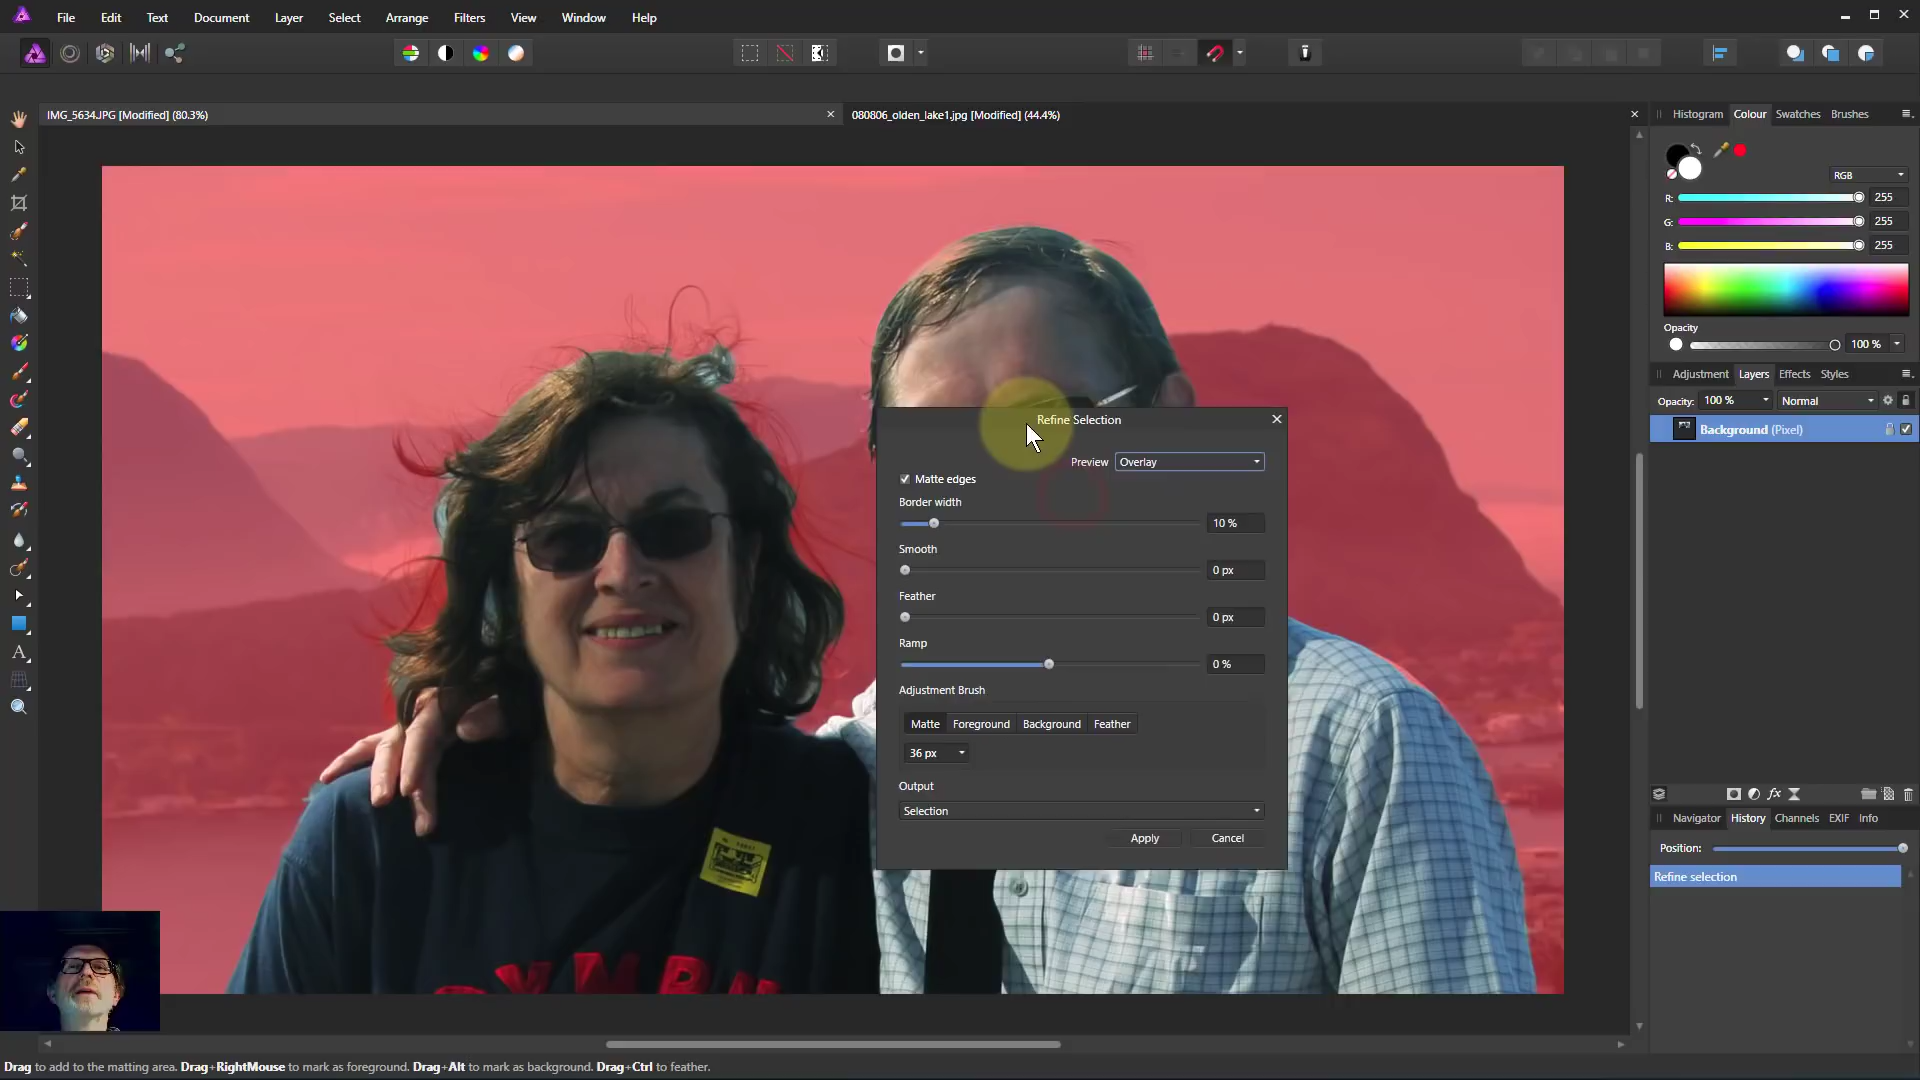 File Edit Text Document Layer Select Arrange Filters View Window Help
IMG_5634.JPG [Modified] (80.3%)
080806_olden_lake1.jpg [Modified] (44.4%)
Histogram Colour Swatches Brushes
RGB
R: 255
G: 255
B: 255
Opacity
100 %
Adjustment Layers Effects Styles
Opacity: 100 % Normal
Background (Pixel)
Refine Selection
Preview Overlay
Matte edges
Border width
10 %
Smooth
0 px
Feather
0 px
Ramp
0 %
Adjustment Brush
Matte Foreground Background Feather
36 px
Output
Selection
Apply Cancel
Navigator History Channels EXIF Info
Position:
Refine selection
Drag to add to the matting area. Drag+RightMouse to mark as foreground. Drag+Alt to mark as background. Drag+Ctrl to feather.